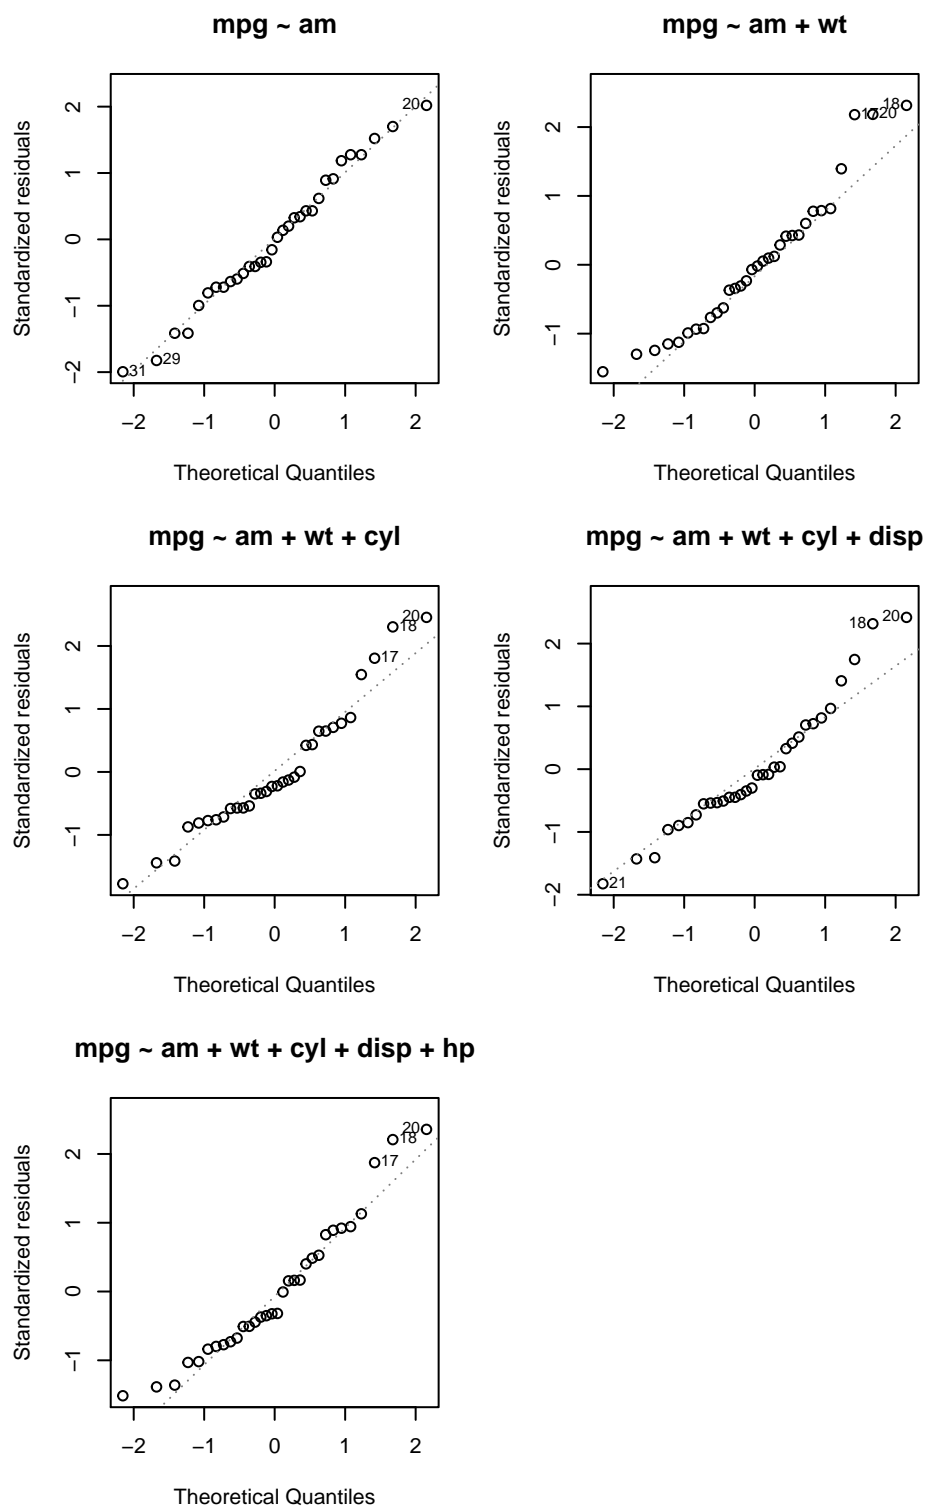 mpg ~ am
Standardized residuals
2
1
0
−1
−2
20
31
29
−2 −1 0 1 2
Theoretical Quantiles
mpg ~ am + wt
Standardized residuals
2
1
0
−1
18
17
20
−2 −1 0 1 2
Theoretical Quantiles
mpg ~ am + wt + cyl
Standardized residuals
2
1
0
−1
20
18
17
−2 −1 0 1 2
Theoretical Quantiles
mpg ~ am + wt + cyl + disp
Standardized residuals
2
1
0
−1
−2
18
20
21
−2 −1 0 1 2
Theoretical Quantiles
mpg ~ am + wt + cyl + disp + hp
Standardized residuals
2
1
0
−1
20
18
17
−2 −1 0 1 2
Theoretical Quantiles